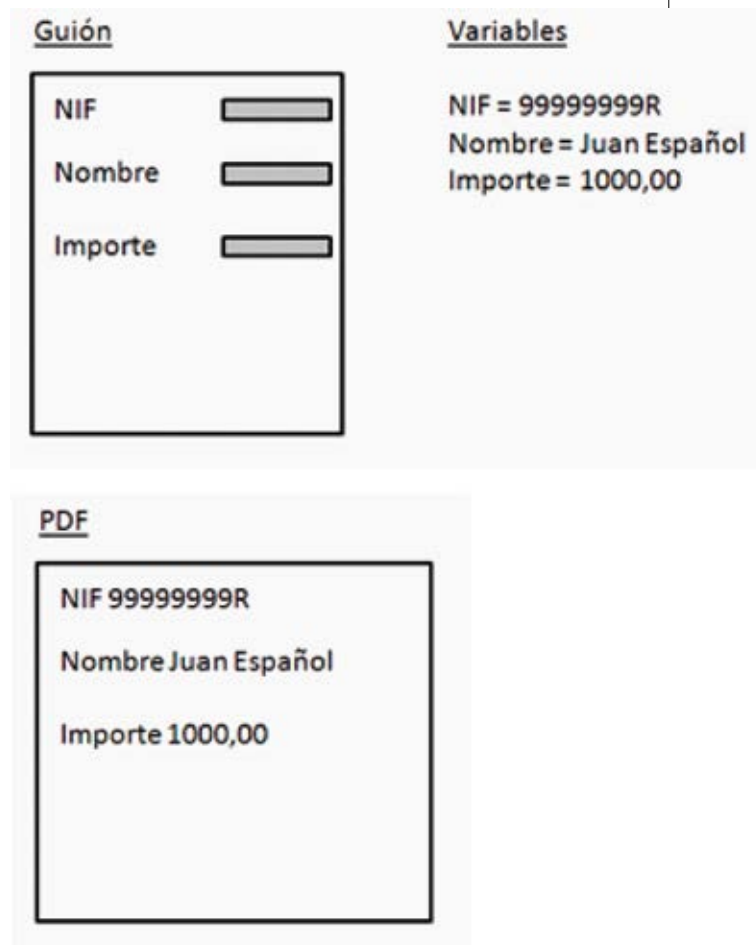 Guión
NIF
Nombre
Importe
Variables
NIF = 99999999R
Nombre = Juan Español
Importe = 1000,00
PDF
NIF 99999999R
Nombre Juan Español
Importe 1000,00